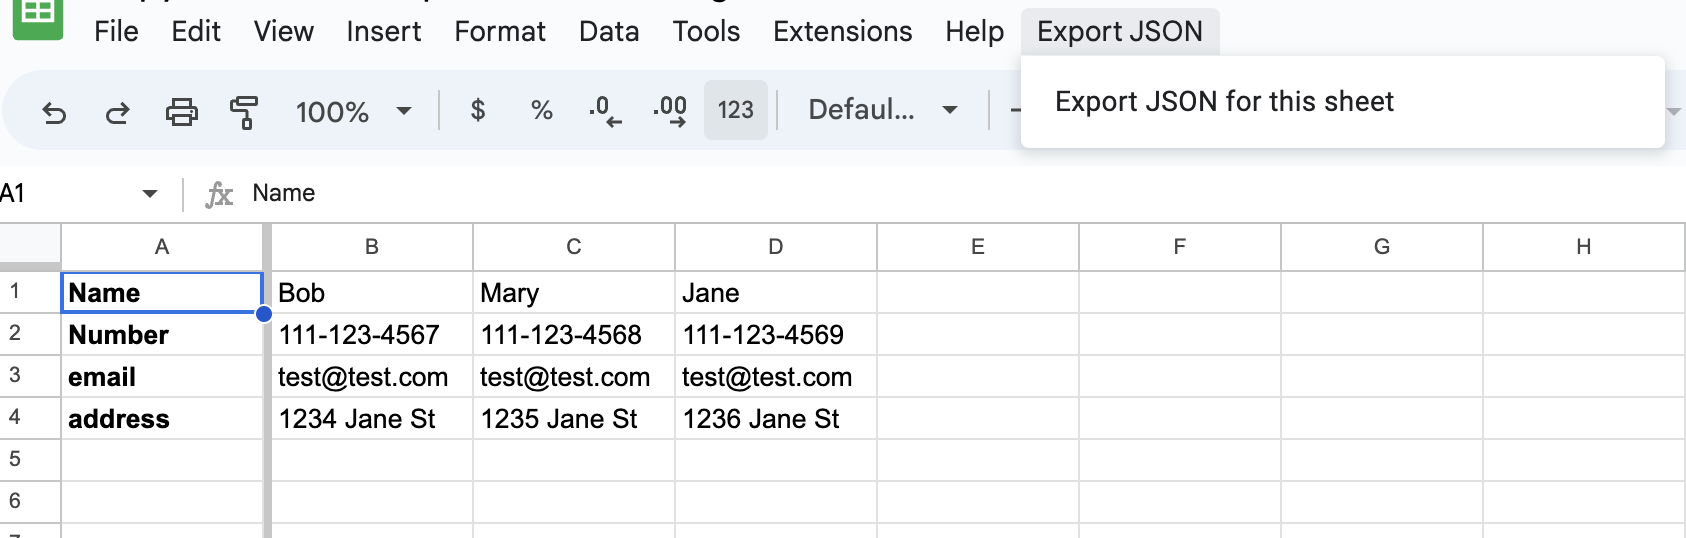 File Edit View Insert Format Data Tools Extensions Help Export JSON
Export JSON for this sheet
100% $ % .0 .00 123 Defaul...
A1 fx Name
A B C D E F G H
1 Name Bob Mary Jane
2 Number 111-123-4567 111-123-4568 111-123-4569
3 email test@test.com test@test.com test@test.com
4 address 1234 Jane St 1235 Jane St 1236 Jane St
5
6